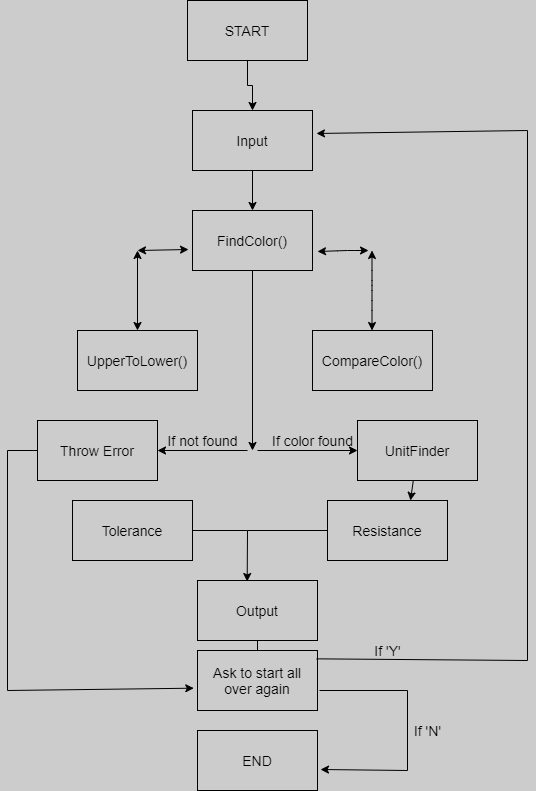 START
Input
FindColor()
UpperToLower()
CompareColor()
If not found
If color found
Throw Error
UnitFinder
Tolerance
Resistance
Output
If 'Y'
Ask to start all
over again
If 'N'
END